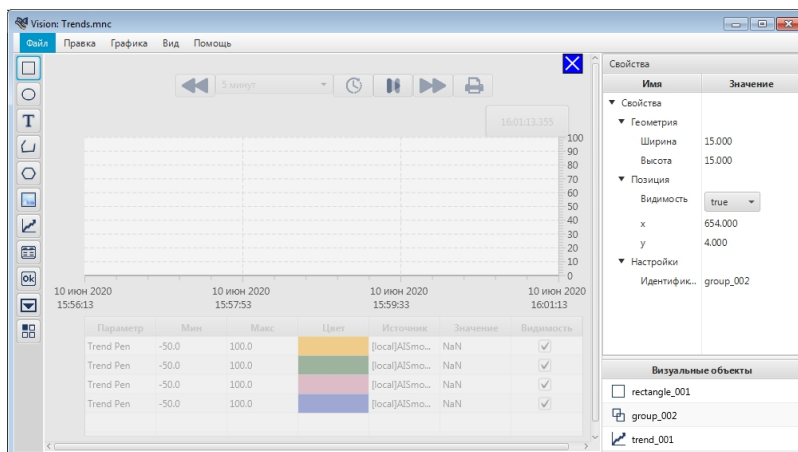 Vision: Trends.mnc
Файл Правка Графика Вид Помощь
5 минут
16:01:13.355
100
90
80
70
60
50
40
30
20
10
0
10 июн 2020 10 июн 2020 10 июн 2020 10 июн 2020
15:56:13 15:57:53 15:59:33 16:01:13
Параметр Мин Макс Цвет Источник Значение Видимость
Trend Pen -50.0 100.0 [local]AISmo... NaN
Trend Pen -50.0 100.0 [local]AISmo... NaN
Trend Pen -50.0 100.0 [local]AISmo... NaN
Trend Pen -50.0 100.0 [local]AISmo... NaN
T
Ok
Свойства
Имя Значение
Свойства
Геометрия
Ширина 15.000
Высота 15.000
Позиция
Видимость true
x 654.000
y 4.000
Настройки
Идентифик... group_002
Визуальные объекты
rectangle_001
group_002
trend_001